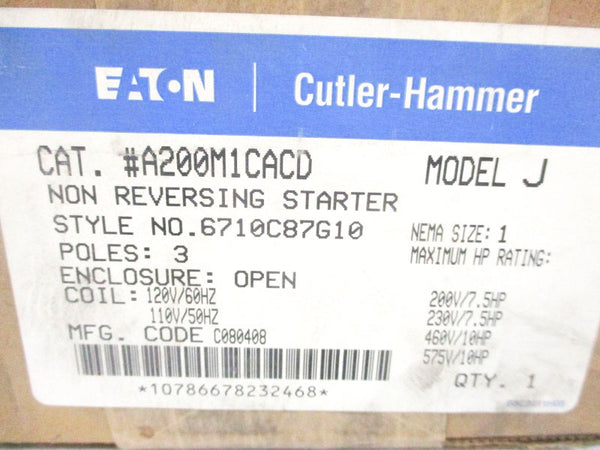 EATON | Cutler-Hammer
CAT. #A200M1CACD MODEL J
NON REVERSING STARTER
STYLE NO.6710C87G10 NEMA SIZE: 1
POLES: 3 MAXIMUM HP RATING:
ENCLOSURE: OPEN
COIL: 120V/60HZ 200V/7.5HP
110V/50HZ 230V/7.5HP
MFG. CODE C080408 460V/10HP
575V/10HP
*10786678232468* QTY. 1